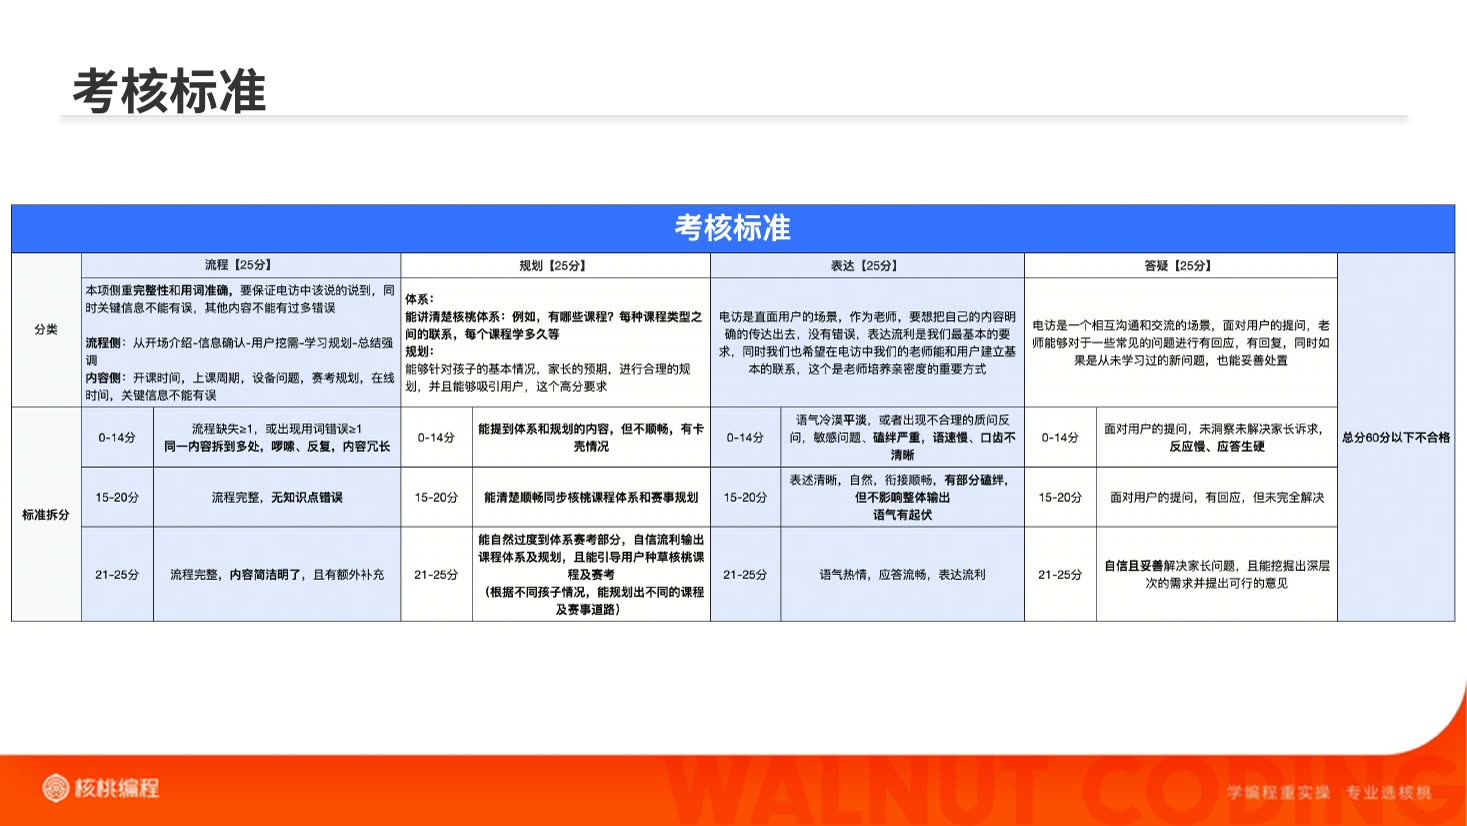 考核标准
考核标准
流程【25分】
规划【25分】
表达【25分】
答疑【25分】
分类
本项侧重完整性和用词准确，要保证电访中该说的说到，同
时关键信息不能有误，其他内容不能有过多错误
流程侧：从开场介绍-信息确认-用户挖需-学习规划-总结强
调
内容侧：开课时间，上课周期，设备问题，赛考规划，在线
时间，关键信息不能有误
体系：
能讲清楚核桃体系：例如，有哪些课程？每种课程类型之
间的联系，每个课程学多久等
规划：
能够针对孩子的基本情况，家长的预期，进行合理的规
划，并且能够吸引用户，这个高分要求
电访是直面用户的场景，作为老师，要想把自己的内容明
确的传达出去，没有错误，表达流利是我们最基本的要
求，同时我们也希望在电访中我们的老师能和用户建立基
本的联系，这个是老师培养亲密度的重要方式
电访是一个相互沟通和交流的场景，面对用户的提问，老
师能够对于一些常见的问题进行有回应，有回复，同时如
果是从未学习过的新问题，也能妥善处置
标准拆分
0-14分
流程缺失≥1，或出现用词错误≥1
同一内容拆到多处，啰嗦、反复，内容冗长
0-14分
能提到体系和规划的内容，但不顺畅，有卡
壳情况
0-14分
语气冷漠平淡，或者出现不合理的质问反
问，敏感问题、磕绊严重，语速慢、口齿不
清晰
0-14分
面对用户的提问，未洞察未解决家长诉求，
反应慢、应答生硬
总分60分以下不合格
15-20分
流程完整，无知识点错误
15-20分
能清楚顺畅同步核桃课程体系和赛事规划
15-20分
表述清晰，自然，衔接顺畅，有部分磕绊，
但不影响整体输出
语气有起伏
15-20分
面对用户的提问，有回应，但未完全解决
21-25分
流程完整，内容简洁明了，且有额外补充
21-25分
能自然过度到体系赛考部分，自信流利输出
课程体系及规划，且能引导用户种草核桃课
程及赛考
（根据不同孩子情况，能规划出不同的课程
及赛事道路）
21-25分
语气热情，应答流畅，表达流利
21-25分
自信且妥善解决家长问题，且能挖掘出深层
次的需求并提出可行的意见
核桃编程
WALNUT CODING
学编程重实操 专业选核桃